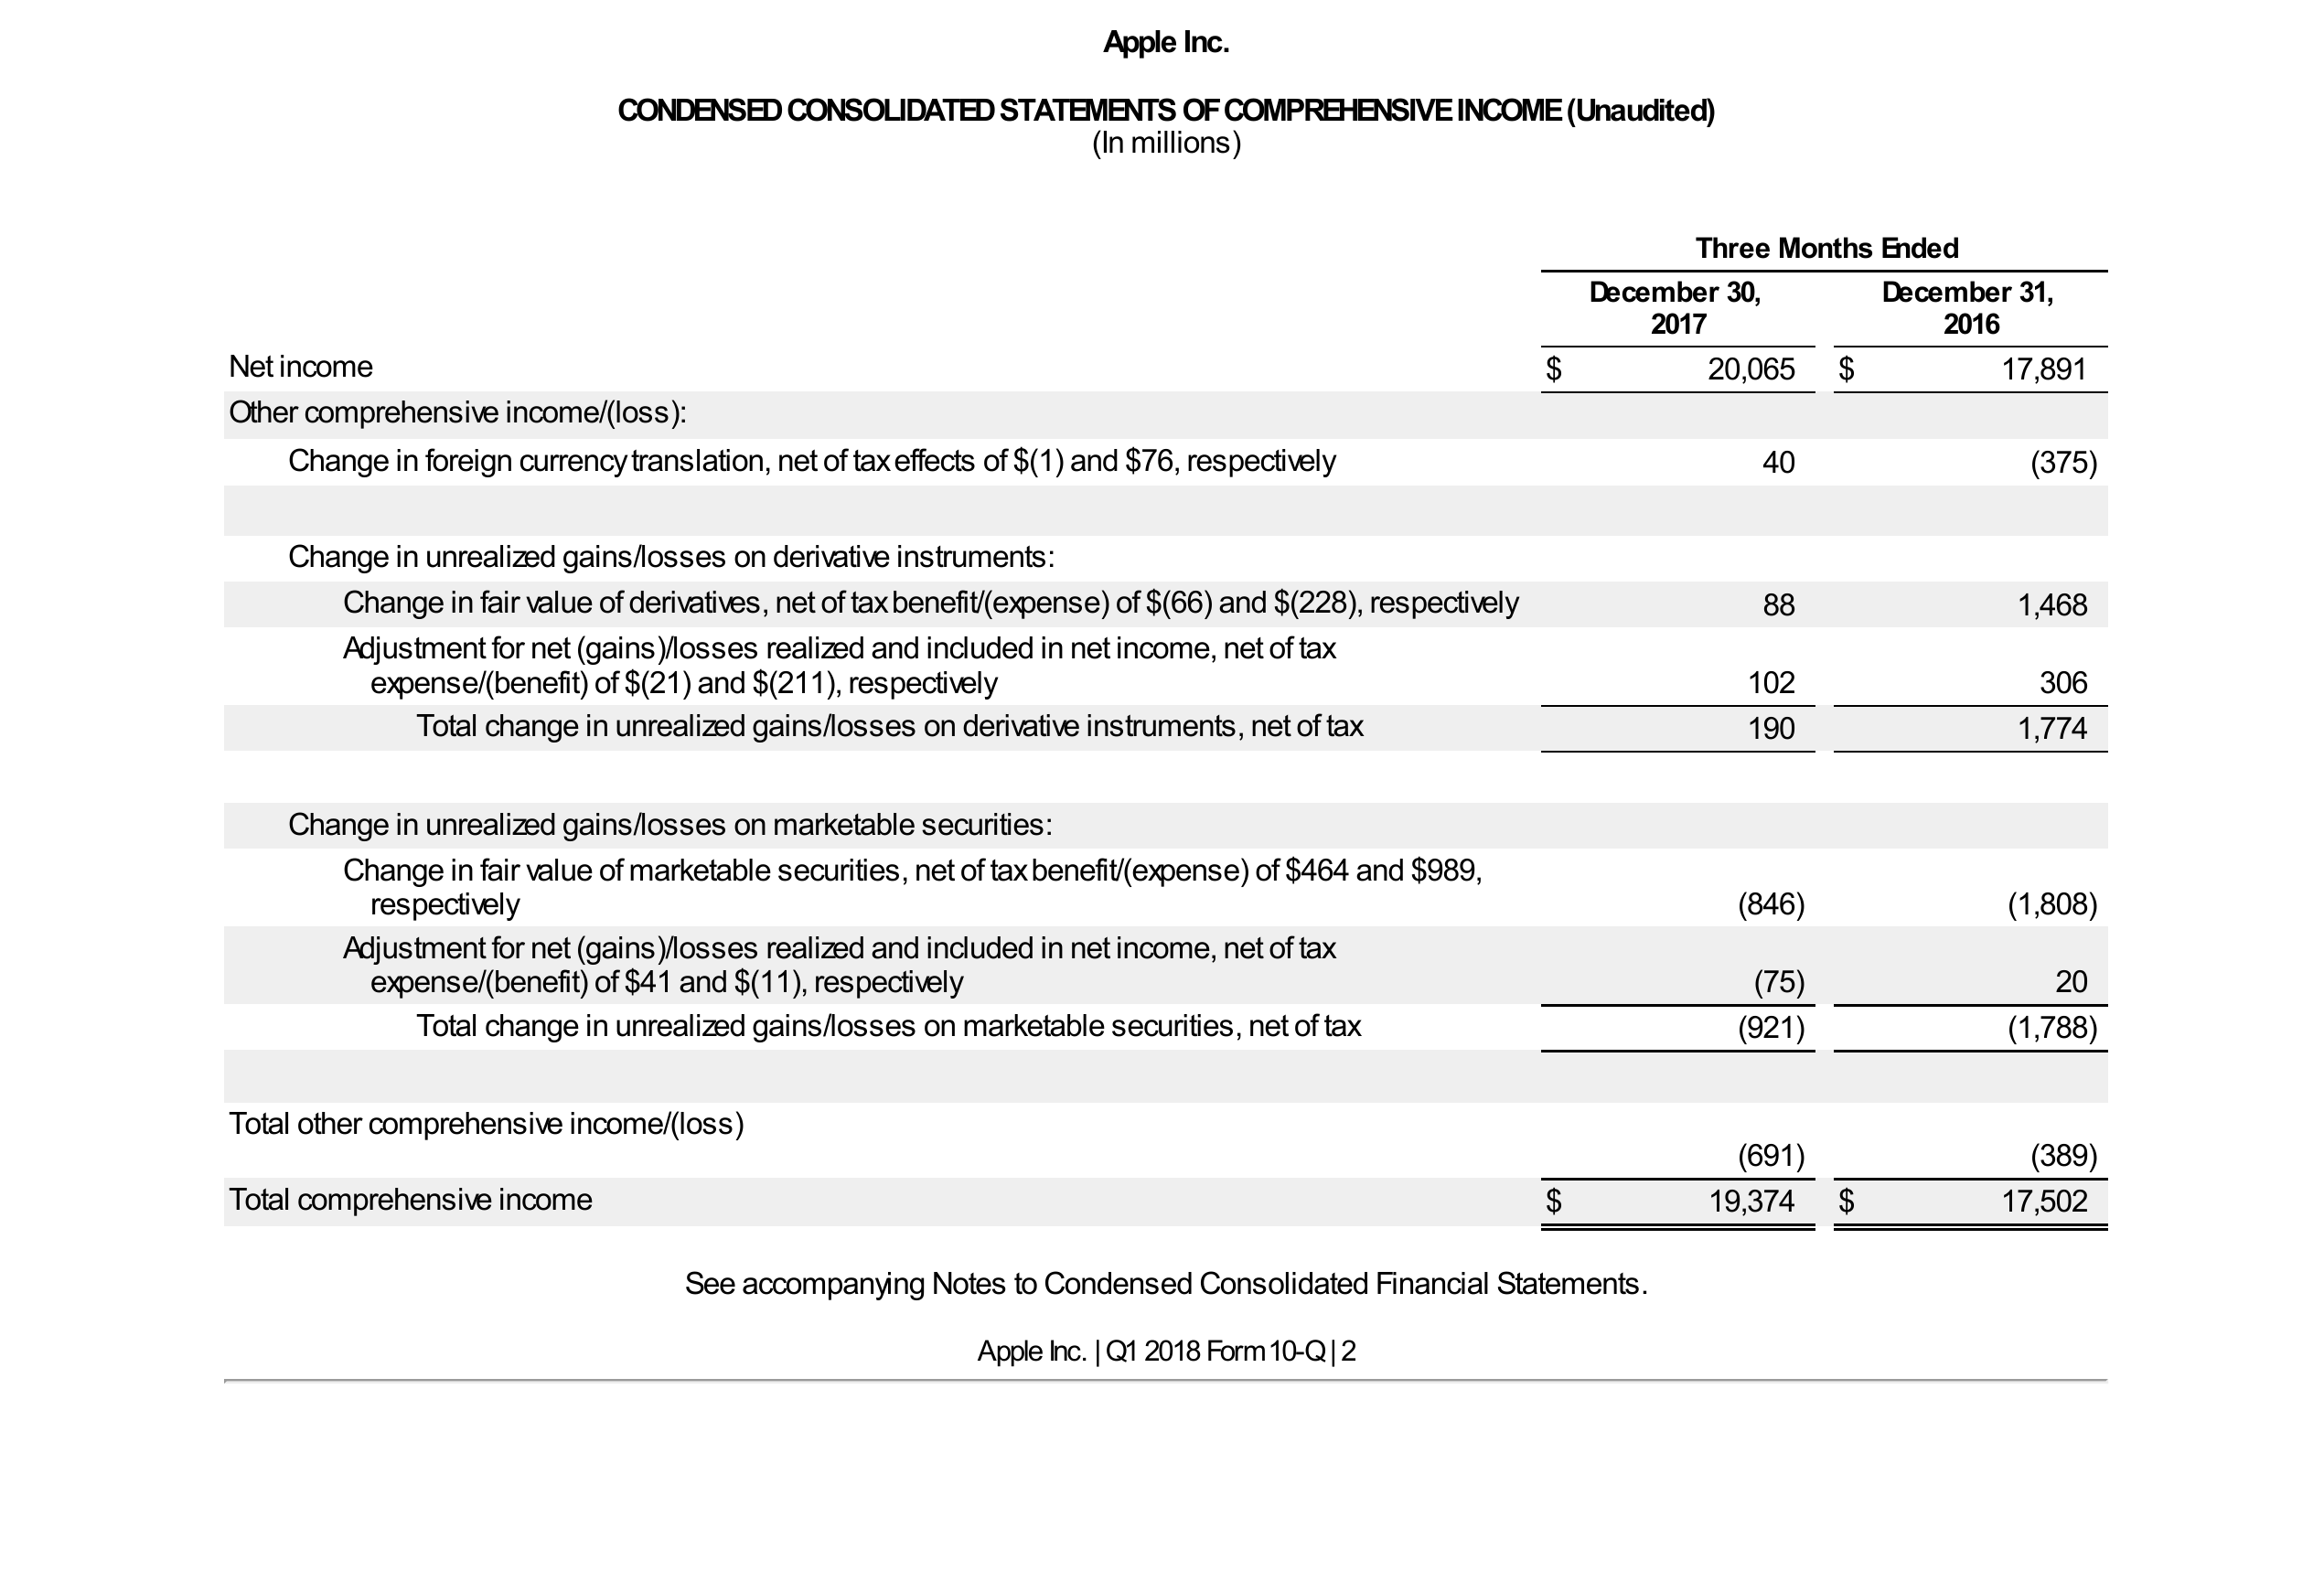 Apple Inc.
CONDENSED CONSOLIDATED STATEMENTS OF COMPREHENSIVE INCOME (Unaudited)
(In millions)
Three Months Ended
December 30, 2017 December 31, 2016
Net income $ 20,065 $ 17,891
Other comprehensive income/(loss):
Change in foreign currency translation, net of tax effects of $(1) and $76, respectively 40 (375)
Change in unrealized gains/losses on derivative instruments:
Change in fair value of derivatives, net of tax benefit/(expense) of $(66) and $(228), respectively 88 1,468
Adjustment for net (gains)/losses realized and included in net income, net of tax
expense/(benefit) of $(21) and $(211), respectively 102 306
Total change in unrealized gains/losses on derivative instruments, net of tax 190 1,774
Change in unrealized gains/losses on marketable securities:
Change in fair value of marketable securities, net of tax benefit/(expense) of $464 and $989,
respectively (846) (1,808)
Adjustment for net (gains)/losses realized and included in net income, net of tax
expense/(benefit) of $41 and $(11), respectively (75) 20
Total change in unrealized gains/losses on marketable securities, net of tax (921) (1,788)
Total other comprehensive income/(loss)
(691) (389)
Total comprehensive income $ 19,374 $ 17,502
See accompanying Notes to Condensed Consolidated Financial Statements.
Apple Inc. | Q1 2018 Form 10-Q | 2